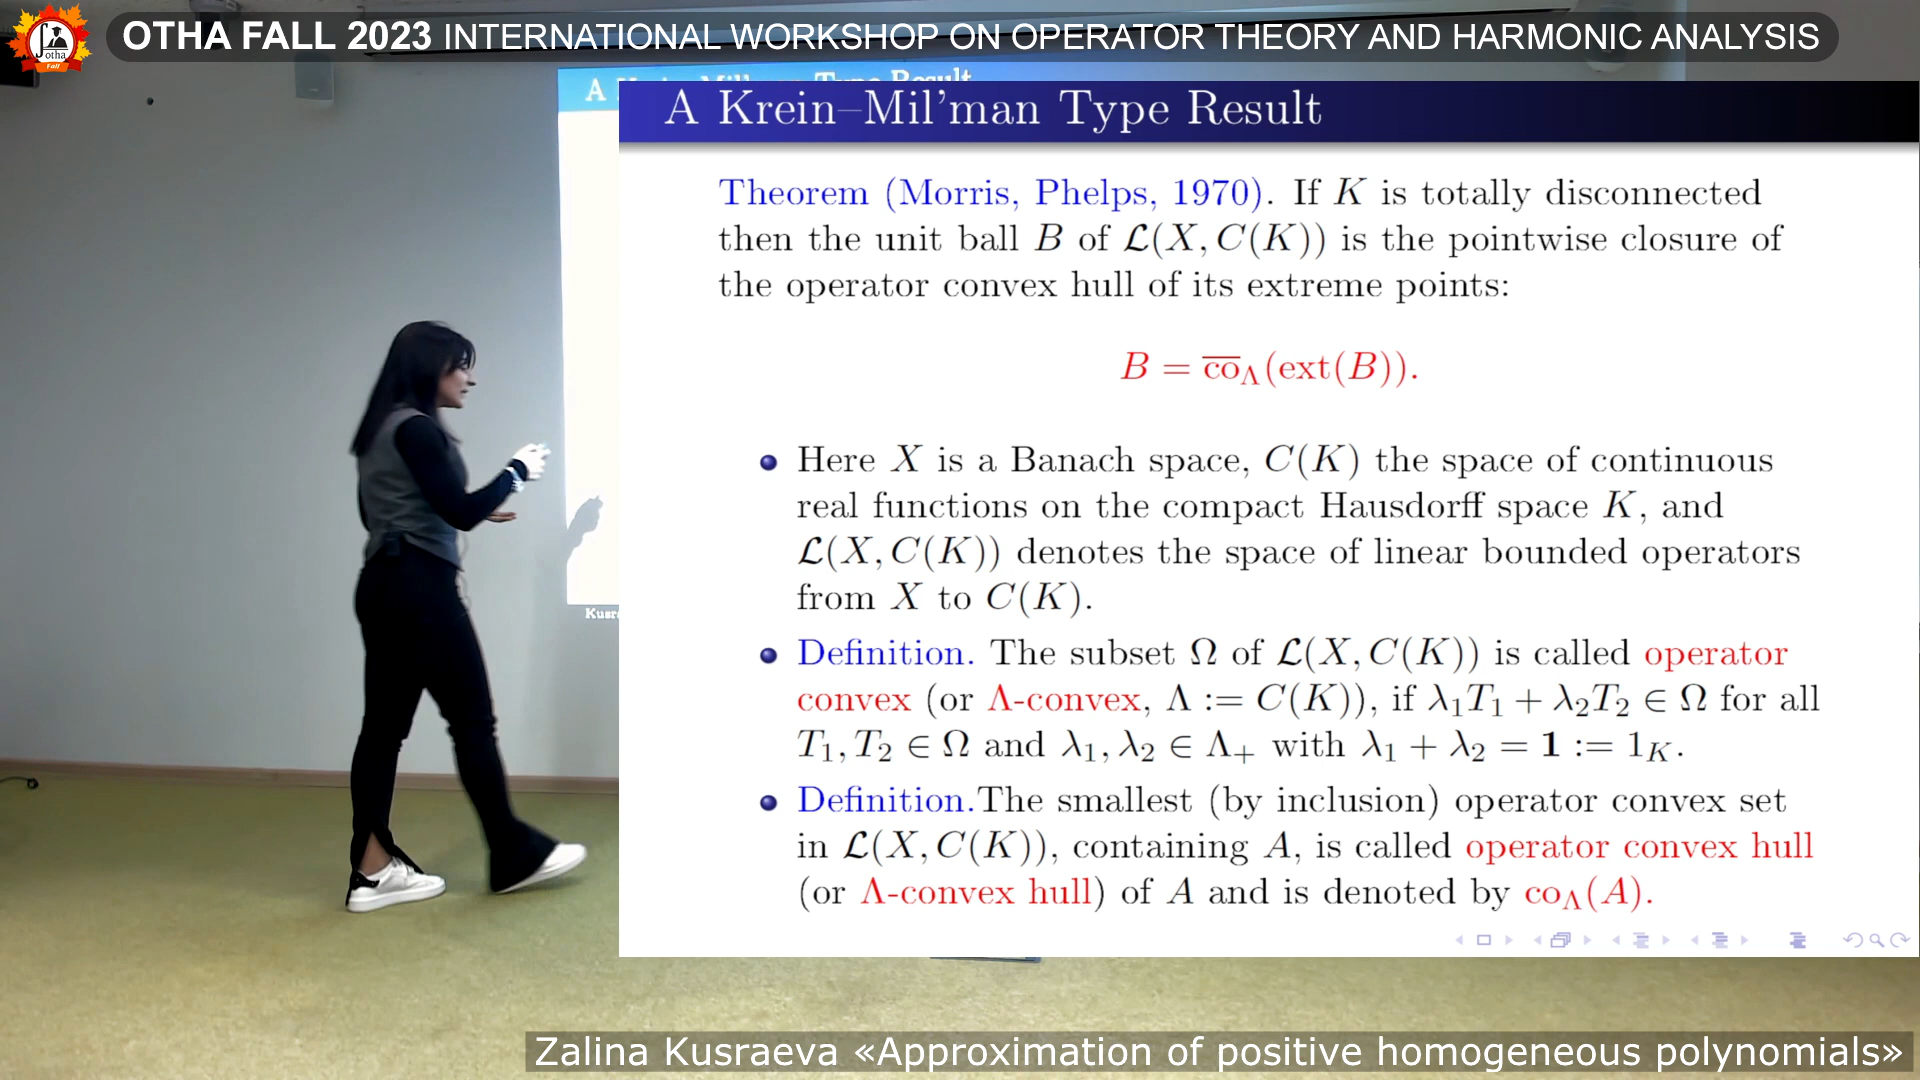 OTHA FALL 2023 INTERNATIONAL WORKSHOP ON OPERATOR THEORY AND HARMONIC ANALYSIS
otha
Fall
A Krein–Mil'man Type Result
Theorem (Morris, Phelps, 1970). If K is totally disconnected
then the unit ball B of ℒ(X, C(K)) is the pointwise closure of
the operator convex hull of its extreme points:
B = c̅o̅_Λ(ext(B)).
Here X is a Banach space, C(K) the space of continuous
real functions on the compact Hausdorff space K, and
ℒ(X, C(K)) denotes the space of linear bounded operators
from X to C(K).
Definition. The subset Ω of ℒ(X, C(K)) is called operator
convex (or Λ-convex, Λ := C(K)), if λ₁T₁ + λ₂T₂ ∈ Ω for all
T₁, T₂ ∈ Ω and λ₁, λ₂ ∈ Λ₊ with λ₁ + λ₂ = 1 := 1_K.
Definition.The smallest (by inclusion) operator convex set
in ℒ(X, C(K)), containing A, is called operator convex hull
(or Λ-convex hull) of A and is denoted by co_Λ(A).
Zalina Kusraeva «Approximation of positive homogeneous polynomials»